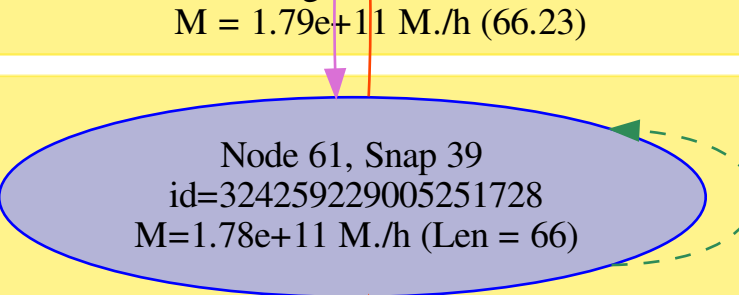 M = 1.79e+11 M./h (66.23)
Node 61, Snap 39
id=324259229005251728
M=1.78e+11 M./h (Len = 66)